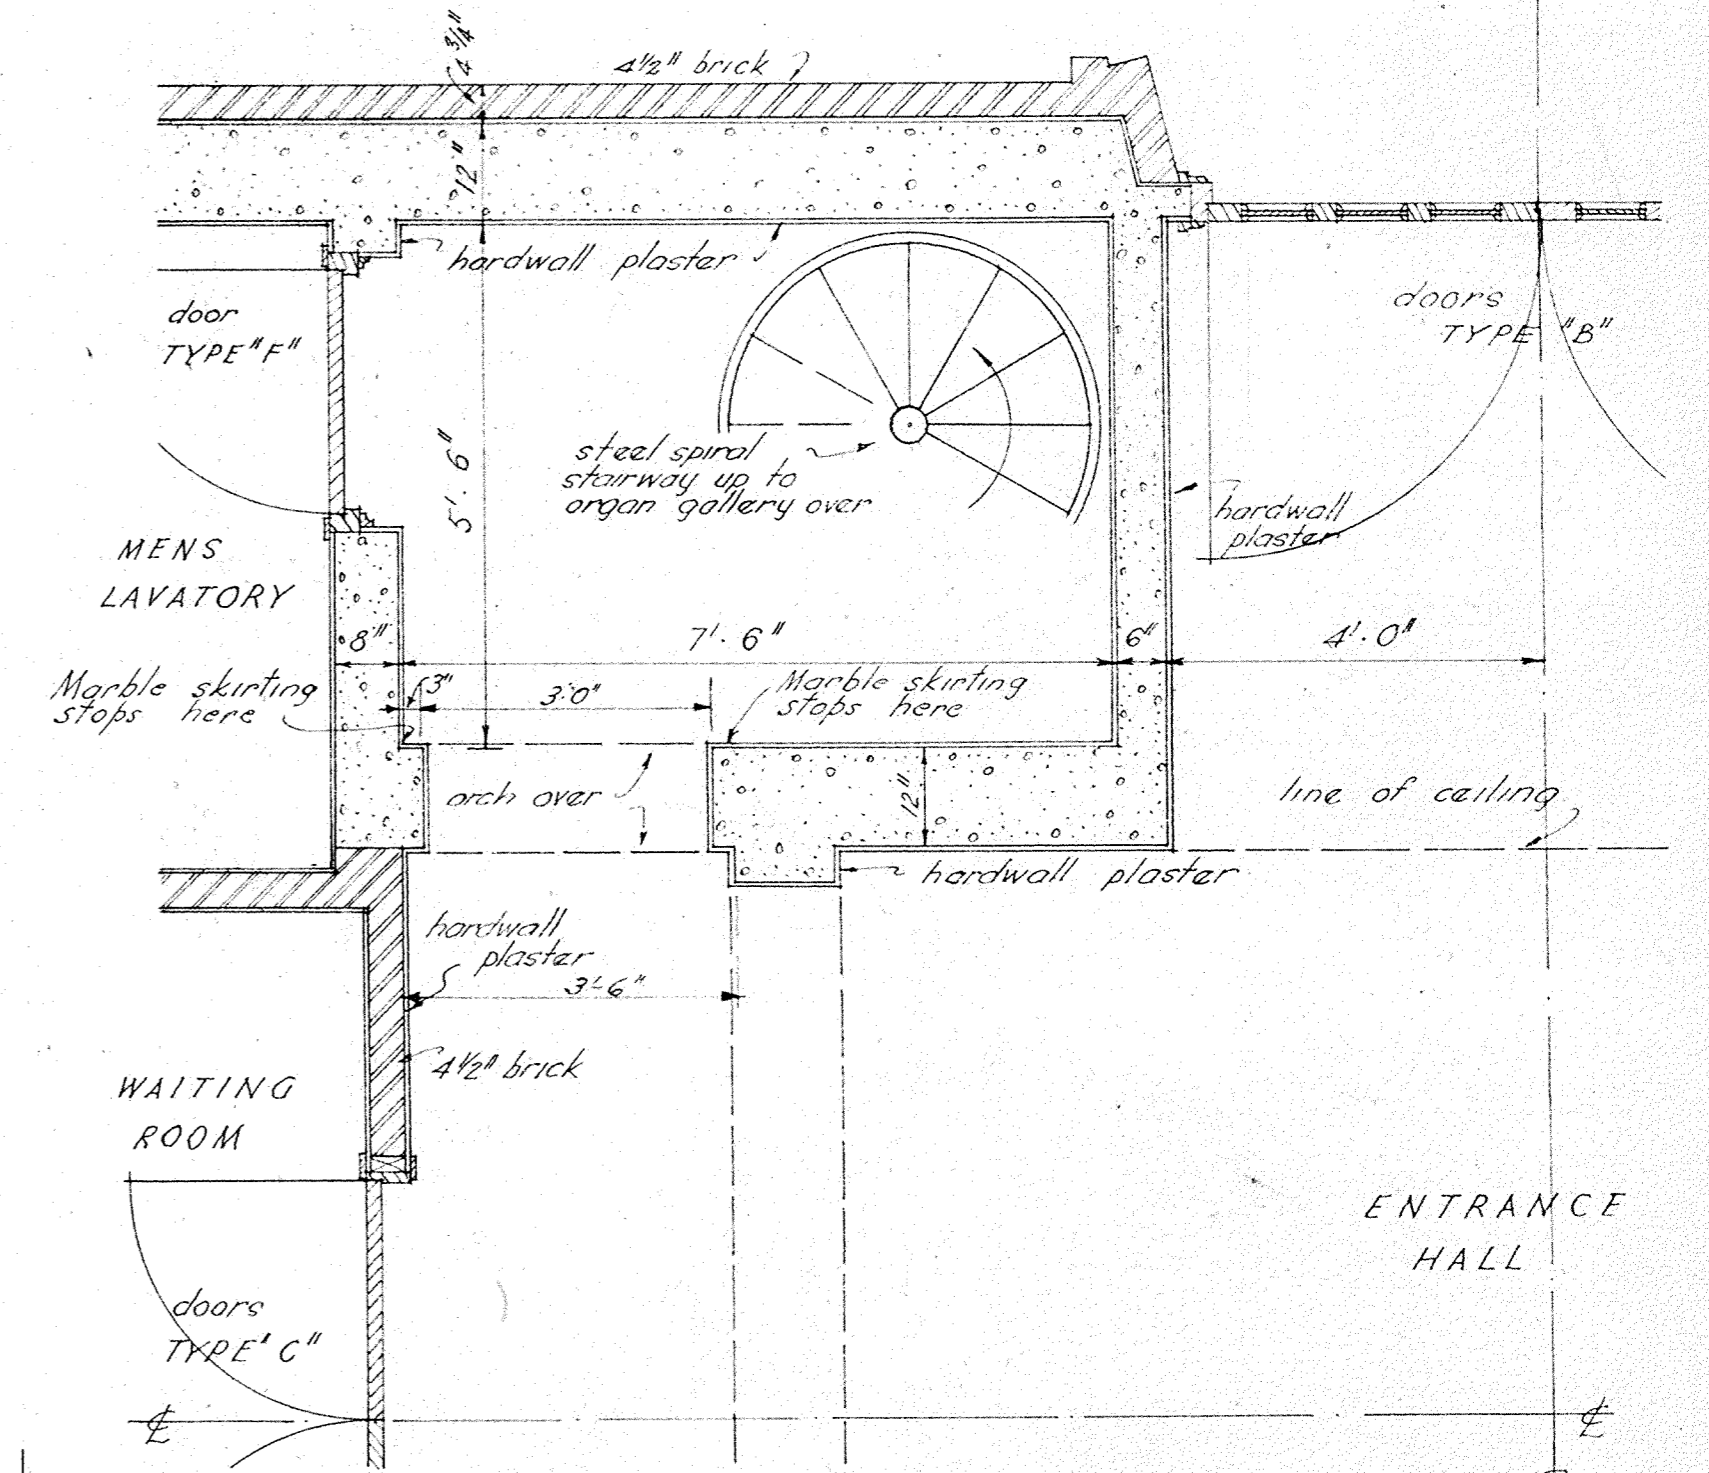 4 3/4"
4½" brick
12"
hardwall plaster
door
TYPE "F"
doors
TYPE "B"
steel spiral
stairway up to
organ gallery over
5'. 6"
hardwall
plaster
MENS
LAVATORY
8"
7'. 6"
6"
4'. 0"
Marble skirting
stops here
3"
3'.0"
Marble skirting
stops here
arch over
12"
line of ceiling
hardwall plaster
hardwall
plaster
3'-6"
4½" brick
WAITING
ROOM
ENTRANCE
HALL
doors
TYPE "C"
℄
℄